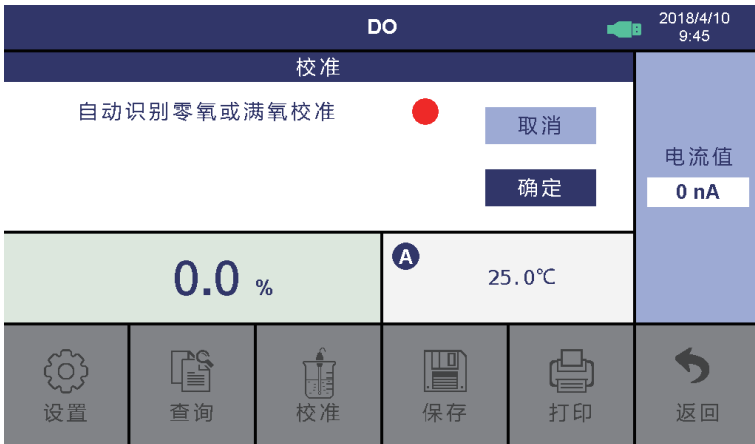 DO
2018/4/10
9:45
校准
自动识别零氧或满氧校准
取消
确定
电流值
0 nA
0.0 %
A
25.0℃
设置
查询
校准
保存
打印
返回